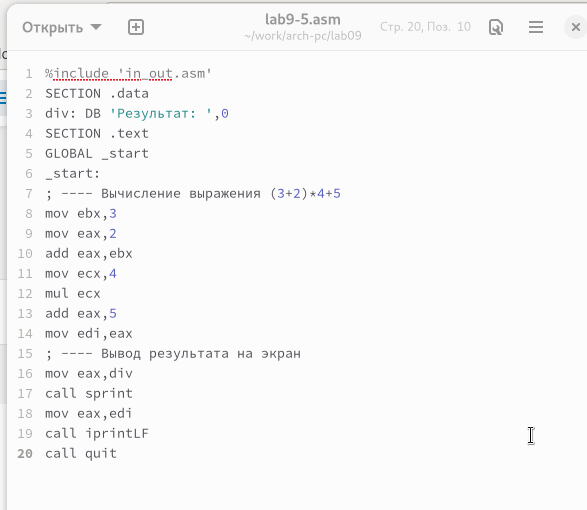 Открыть
lab9-5.asm
~/work/arch-pc/lab09
Стр. 20, Поз. 10
1 %include 'in_out.asm'
2 SECTION .data
3 div: DB 'Результат: ',0
4 SECTION .text
5 GLOBAL _start
6 _start:
7 ; ---- Вычисление выражения (3+2)*4+5
8 mov ebx,3
9 mov eax,2
10 add eax,ebx
11 mov ecx,4
12 mul ecx
13 add eax,5
14 mov edi,eax
15 ; ---- Вывод результата на экран
16 mov eax,div
17 call sprint
18 mov eax,edi
19 call iprintLF
20 call quit